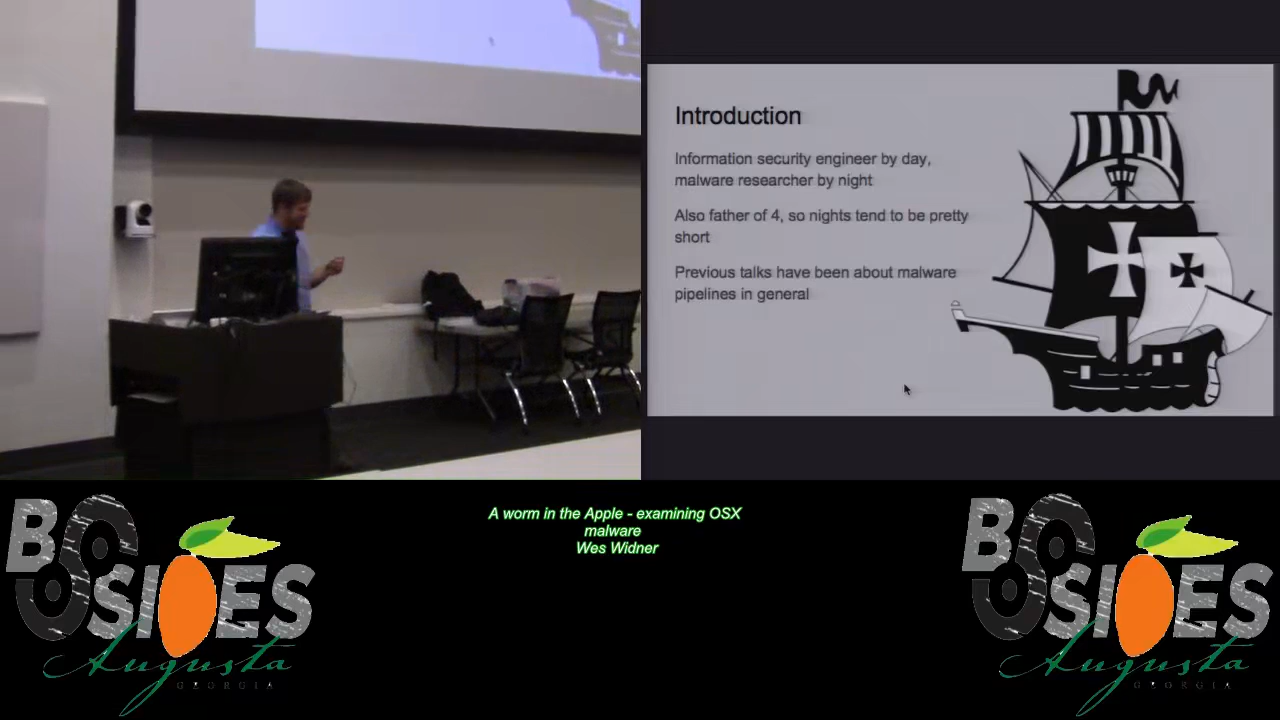 Introduction
Information security engineer by day,
malware researcher by night
Also father of 4, so nights tend to be pretty
short
Previous talks have been about malware
pipelines in general
A worm in the Apple - examining OSX
malware
Wes Widner
BSIDES
Augusta
GEORGIA
BSIDES
Augusta
GEORGIA